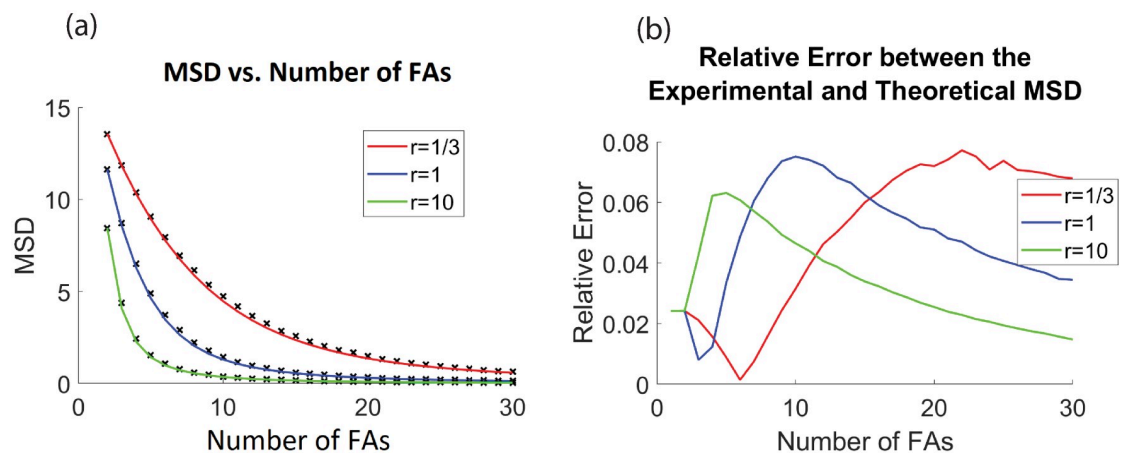 (a)
MSD vs. Number of FAs
15
10
5
0
MSD
0 10 20 30
Number of FAs
r=1/3
r=1
r=10
(b)
Relative Error between the
Experimental and Theoretical MSD
0.08
0.06
0.04
0.02
0
Relative Error
0 10 20 30
Number of FAs
r=1/3
r=1
r=10